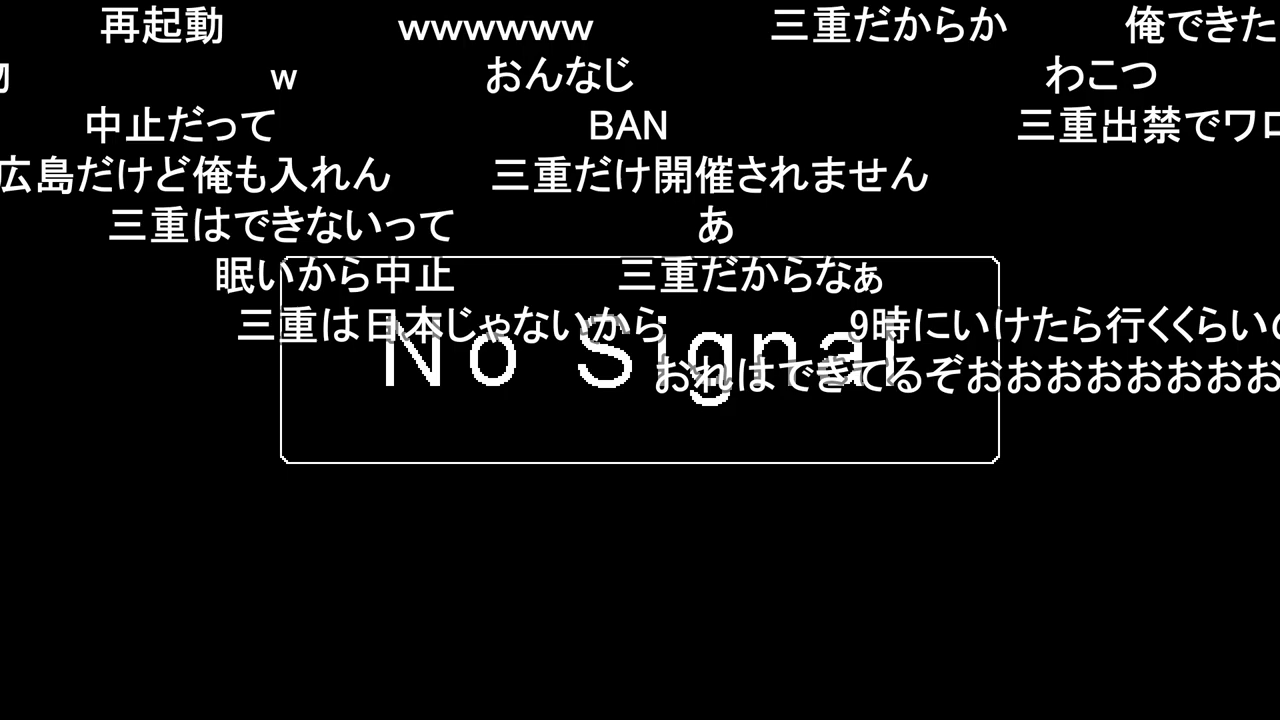 再起動 wwwwww 三重だからか 俺できた
w おんなじ わこつ
中止だって BAN 三重出禁でワロ
広島だけど俺も入れん 三重だけ開催されません
三重はできないって あ
眠いから中止 三重だからなぁ
三重は日本じゃないから 9時にいけたら行くくらい
No Signal
おれはできてるぞおおおおおおおお